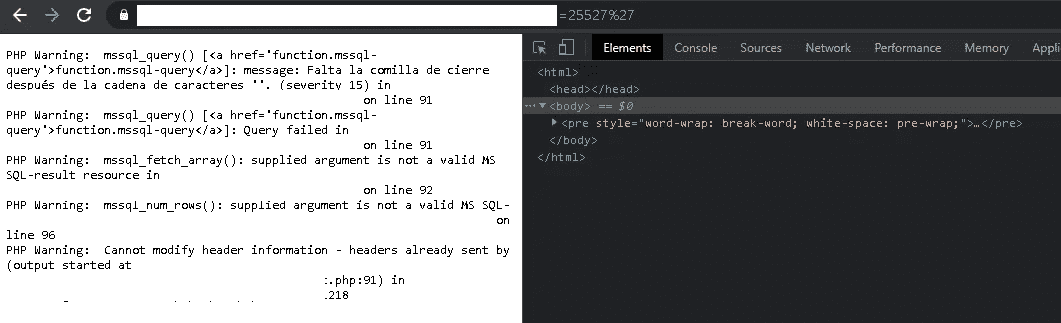 =25527%27
PHP Warning:  mssql_query() [<a href='function.mssql-
query'>function.mssql-query</a>]: message: Falta la comilla de cierre
después de la cadena de caracteres ''. (severity 15) in
on line 91
PHP Warning:  mssql_query() [<a href='function.mssql-
query'>function.mssql-query</a>]: Query failed in
on line 91
PHP Warning:  mssql_fetch_array(): supplied argument is not a valid MS
SQL-result resource in
on line 92
PHP Warning:  mssql_num_rows(): supplied argument is not a valid MS SQL-
on
line 96
PHP Warning:  Cannot modify header information - headers already sent by
(output started at
:.php:91) in
.218
Elements Console Sources Network Performance Memory
<html>
<head></head>
<body> == $0
<pre style="word-wrap: break-word; white-space: pre-wrap;">…</pre>
</body>
</html>